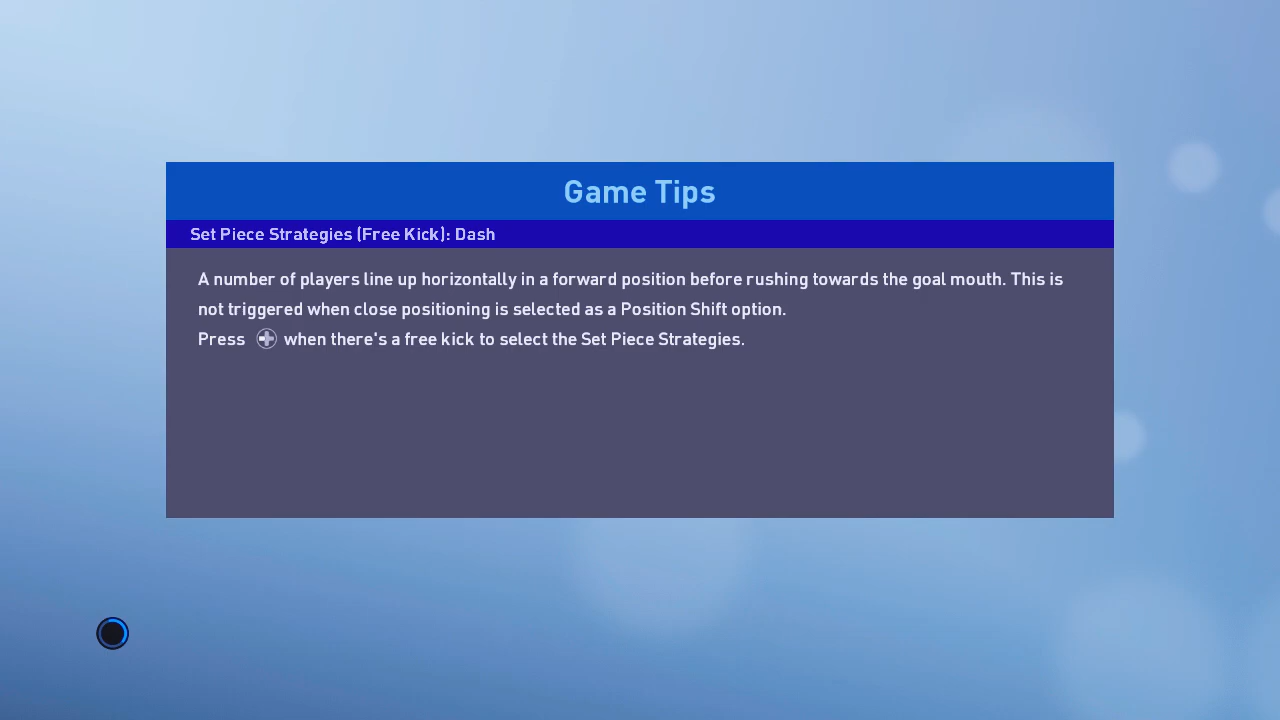 Game Tips
Set Piece Strategies (Free Kick): Dash
A number of players line up horizontally in a forward position before rushing towards the goal mouth. This is
not triggered when close positioning is selected as a Position Shift option.
Press when there's a free kick to select the Set Piece Strategies.